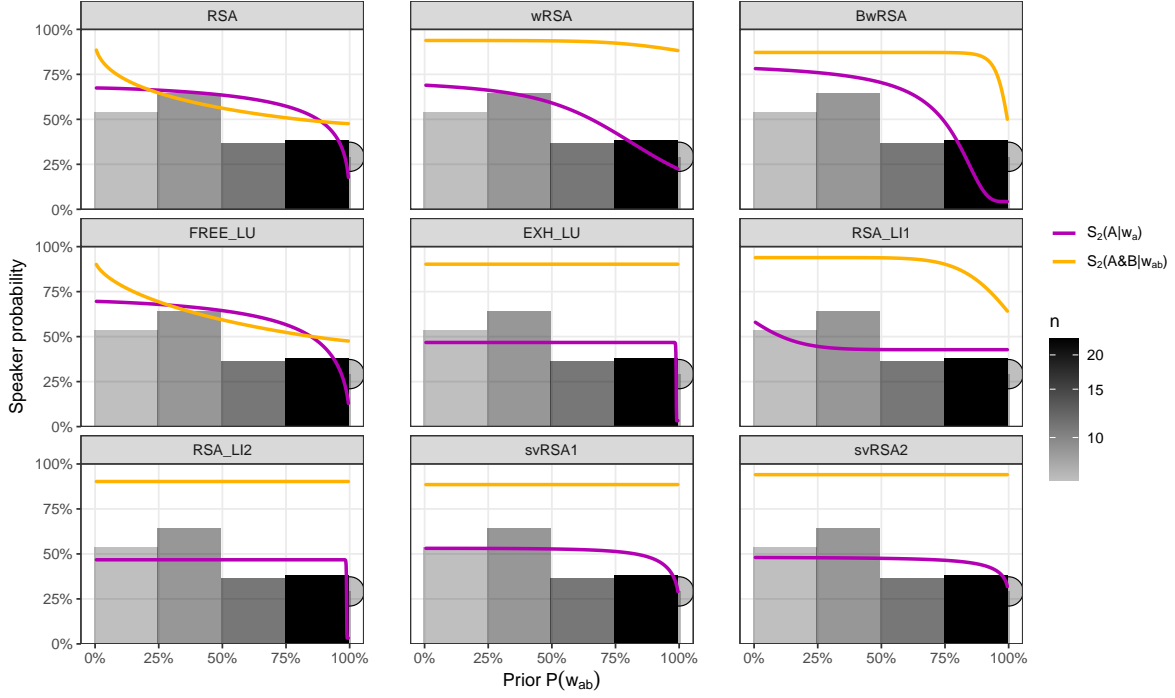 RSA wRSA BwRSA
100%
75%
50%
25%
0%
FREE_LU EXH_LU RSA_LI1
100%
75%
50%
25%
0%
RSA_LI2 svRSA1 svRSA2
100%
75%
50%
25%
0%
0% 25% 50% 75% 100% 0% 25% 50% 75% 100% 0% 25% 50% 75% 100%
Prior P(w_ab)
Speaker probability
S₂(A|wₐ)
S₂(A&B|w_ab)
n
20
15
10